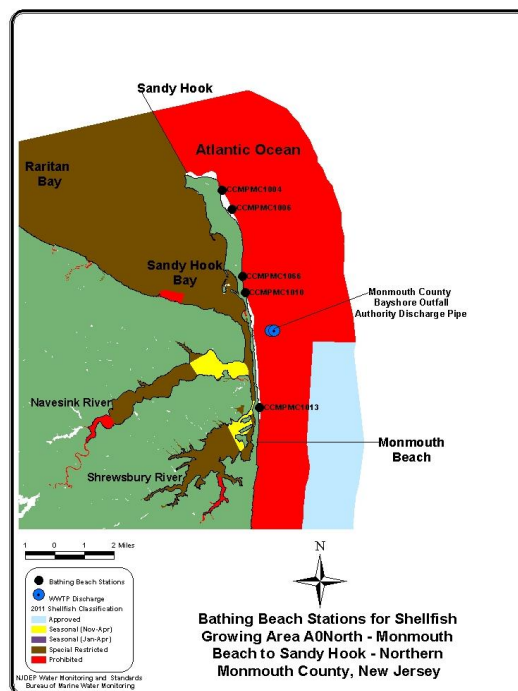 Sandy Hook
Atlantic Ocean
Raritan
Bay
CCMPMC1004
CCMPMC1006
Sandy Hook
Bay
CCMPMC1066
CCMPMC1010
Monmouth County
Bayshore Outfall
Authority Discharge Pipe
Navesink River
CCMPMC1013
Monmouth
Beach
Shrewsbury River
1 0 1 2 Miles
N
Bathing Beach Stations
WWTP Discharge
2011 Shellfish Classification
Approved
Seasonal (Nov-Apr)
Seasonal (Jan-Apr)
Special Restricted
Prohibited
NJDEP Water Monitoring and Standards
Bureau of Marine Water Monitoring
Bathing Beach Stations for Shellfish
Growing Area A0North - Monmouth
Beach to Sandy Hook - Northern
Monmouth County, New Jersey